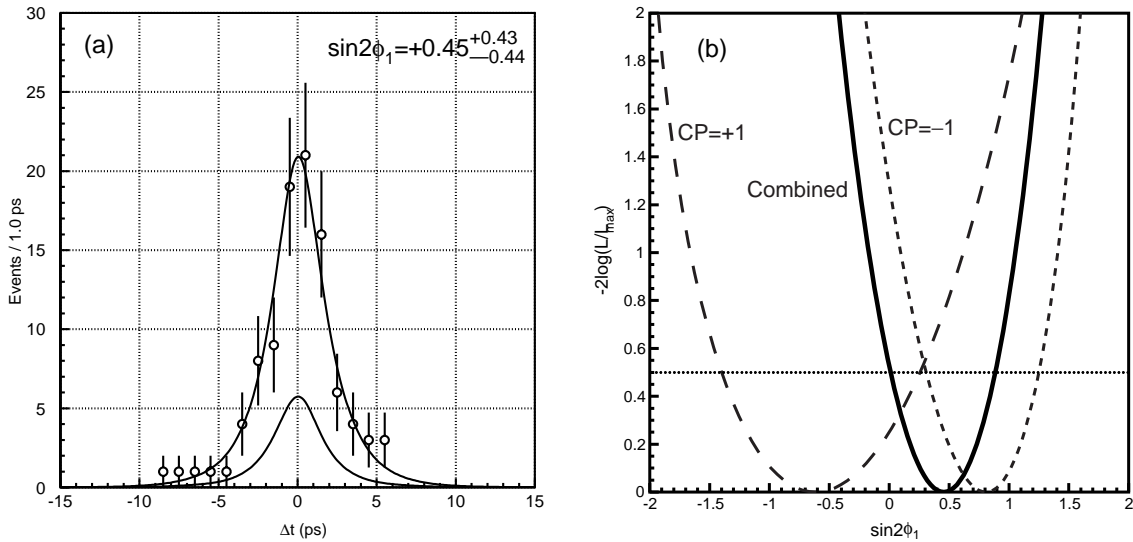 (a)
sin2ϕ₁=+0.45 +0.43 —0.44
Events / 1.0 ps
30
25
20
15
10
5
0
-15 -10 -5 0 5 10 15
Δt (ps)
(b)
CP=+1
CP=−1
Combined
-2log(L/Lmax)
2
1.8
1.6
1.4
1.2
1
0.8
0.6
0.4
0.2
0
-2 -1.5 -1 -0.5 0 0.5 1 1.5 2
sin2ϕ₁